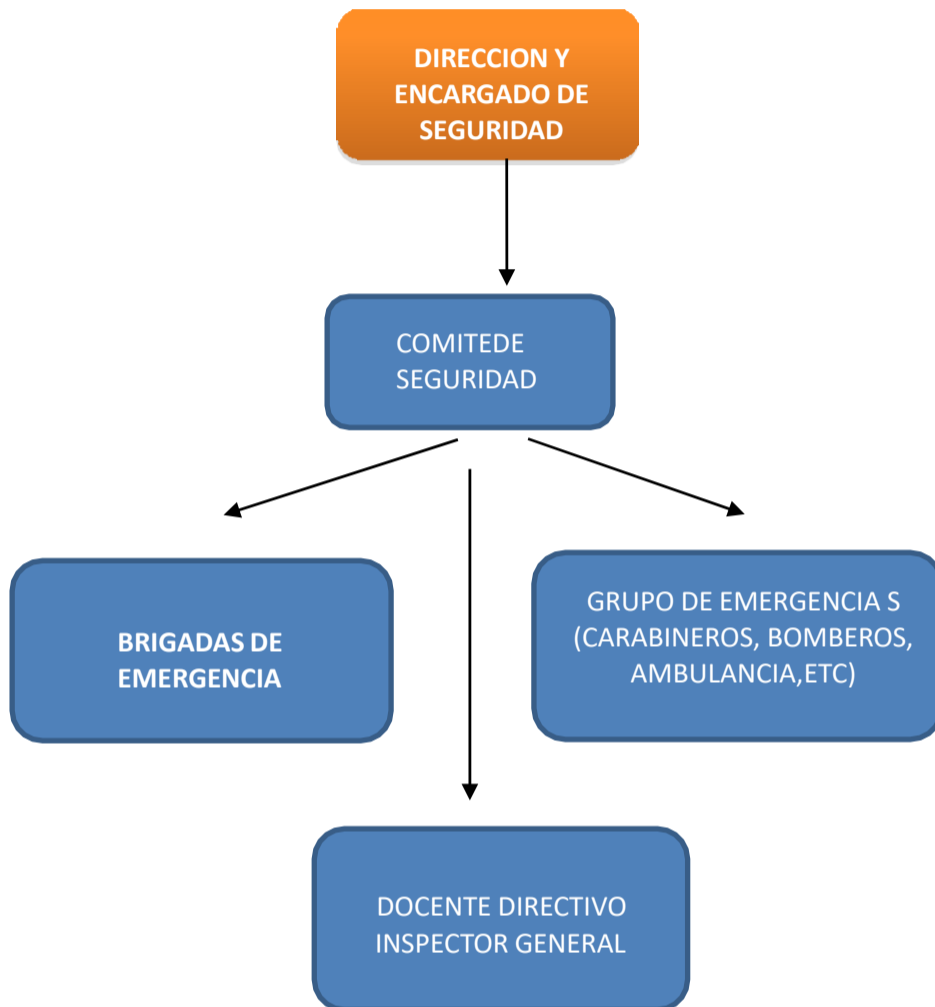 DIRECCION Y
ENCARGADO DE
SEGURIDAD
COMITEDE
SEGURIDAD
BRIGADAS DE
EMERGENCIA
GRUPO DE EMERGENCIA S
(CARABINEROS, BOMBEROS,
AMBULANCIA,ETC)
DOCENTE DIRECTIVO
INSPECTOR GENERAL